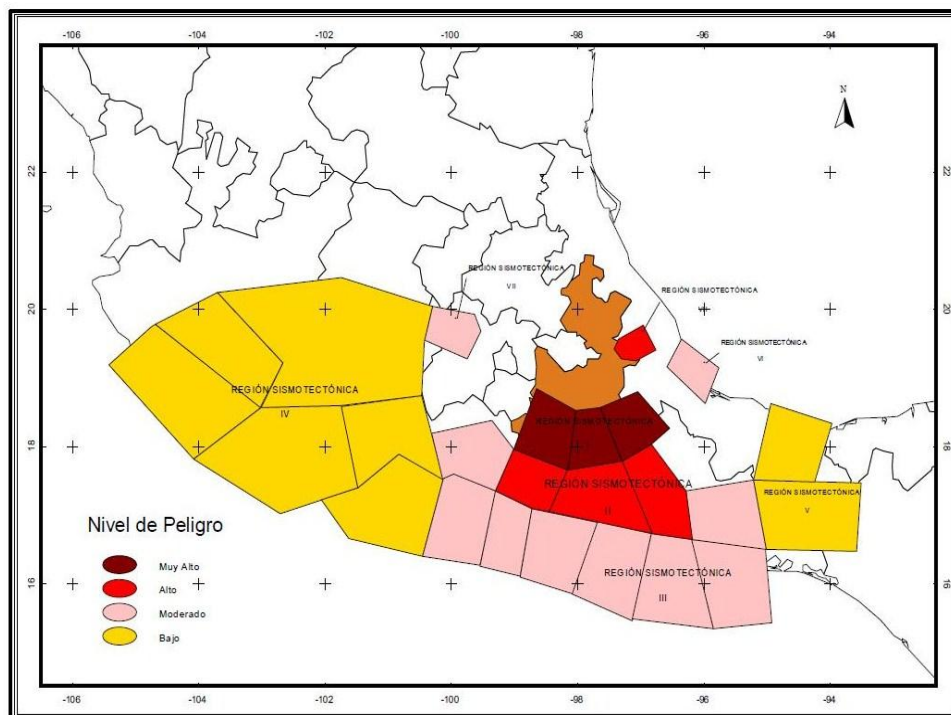 -106 -104 -102 -100 -98 -96 -94
N
22 22
REGIÓN SISMOTECTÓNICA
VII
REGIÓN SISMOTECTÓNICA
20 20
REGIÓN SISMOTECTÓNICA
VI
REGIÓN SISMOTECTÓNICA
IV
REGIÓN SISMOTECTÓNICA
18 18
REGIÓN SISMOTECTÓNICA
II
REGIÓN SISMOTECTÓNICA
V
Nivel de Peligro
Muy Alto
Alto
Moderado
Bajo
REGIÓN SISMOTECTÓNICA
III
16 16
-106 -104 -102 -100 -98 -96 -94